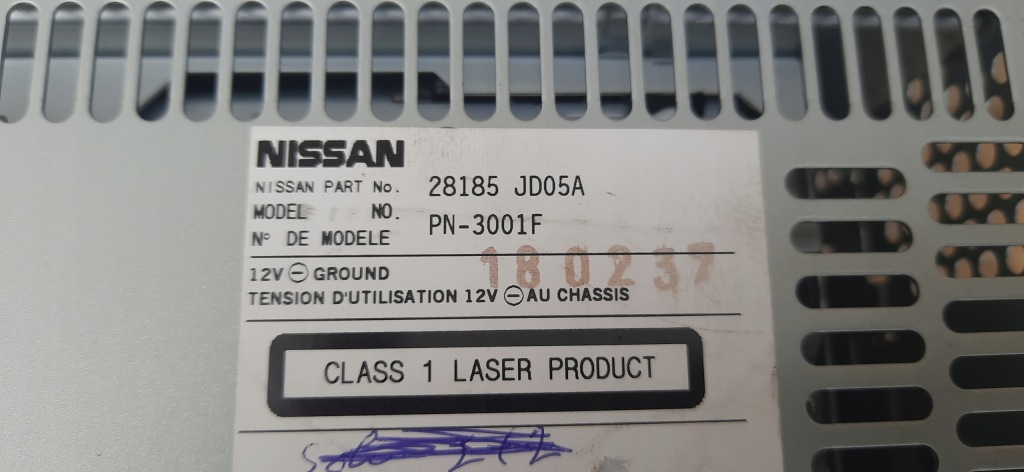 NISSAN
NISSAN PART No. 28185 JD05A
MODEL NO. PN-3001F
N° DE MODELE
180237
12V ⊖ GROUND
TENSION D'UTILISATION 12V ⊖ AU CHASSIS
CLASS 1 LASER PRODUCT